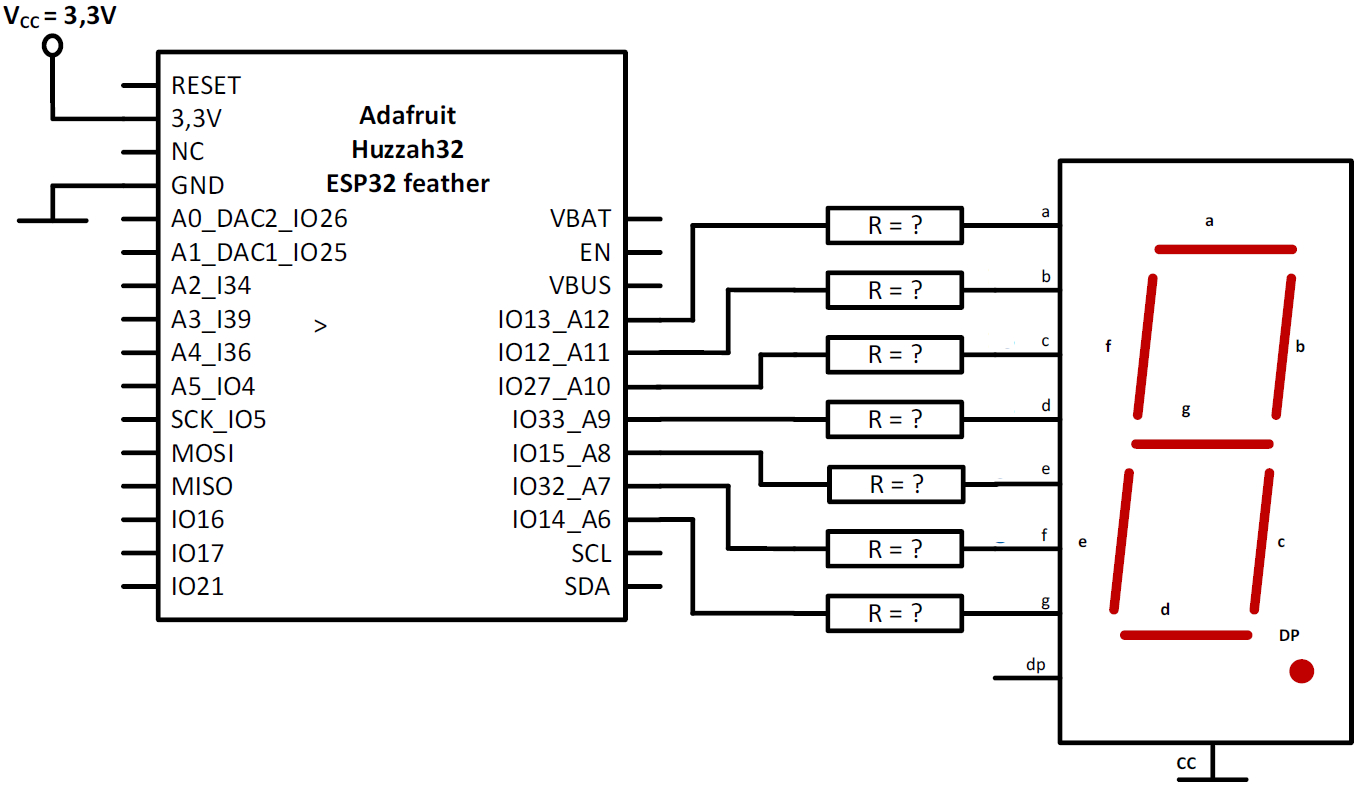 VCC = 3,3V
RESET
3,3V
NC
GND
A0_DAC2_IO26
A1_DAC1_IO25
A2_I34
A3_I39
A4_I36
A5_IO4
SCK_IO5
MOSI
MISO
IO16
IO17
IO21
Adafruit
Huzzah32
ESP32 feather
>
VBAT
EN
VBUS
IO13_A12
IO12_A11
IO27_A10
IO33_A9
IO15_A8
IO32_A7
IO14_A6
SCL
SDA
R = ?
R = ?
R = ?
R = ?
R = ?
R = ?
R = ?
a
b
c
d
e
f
g
dp
a
f
b
g
e
c
d
DP
CC